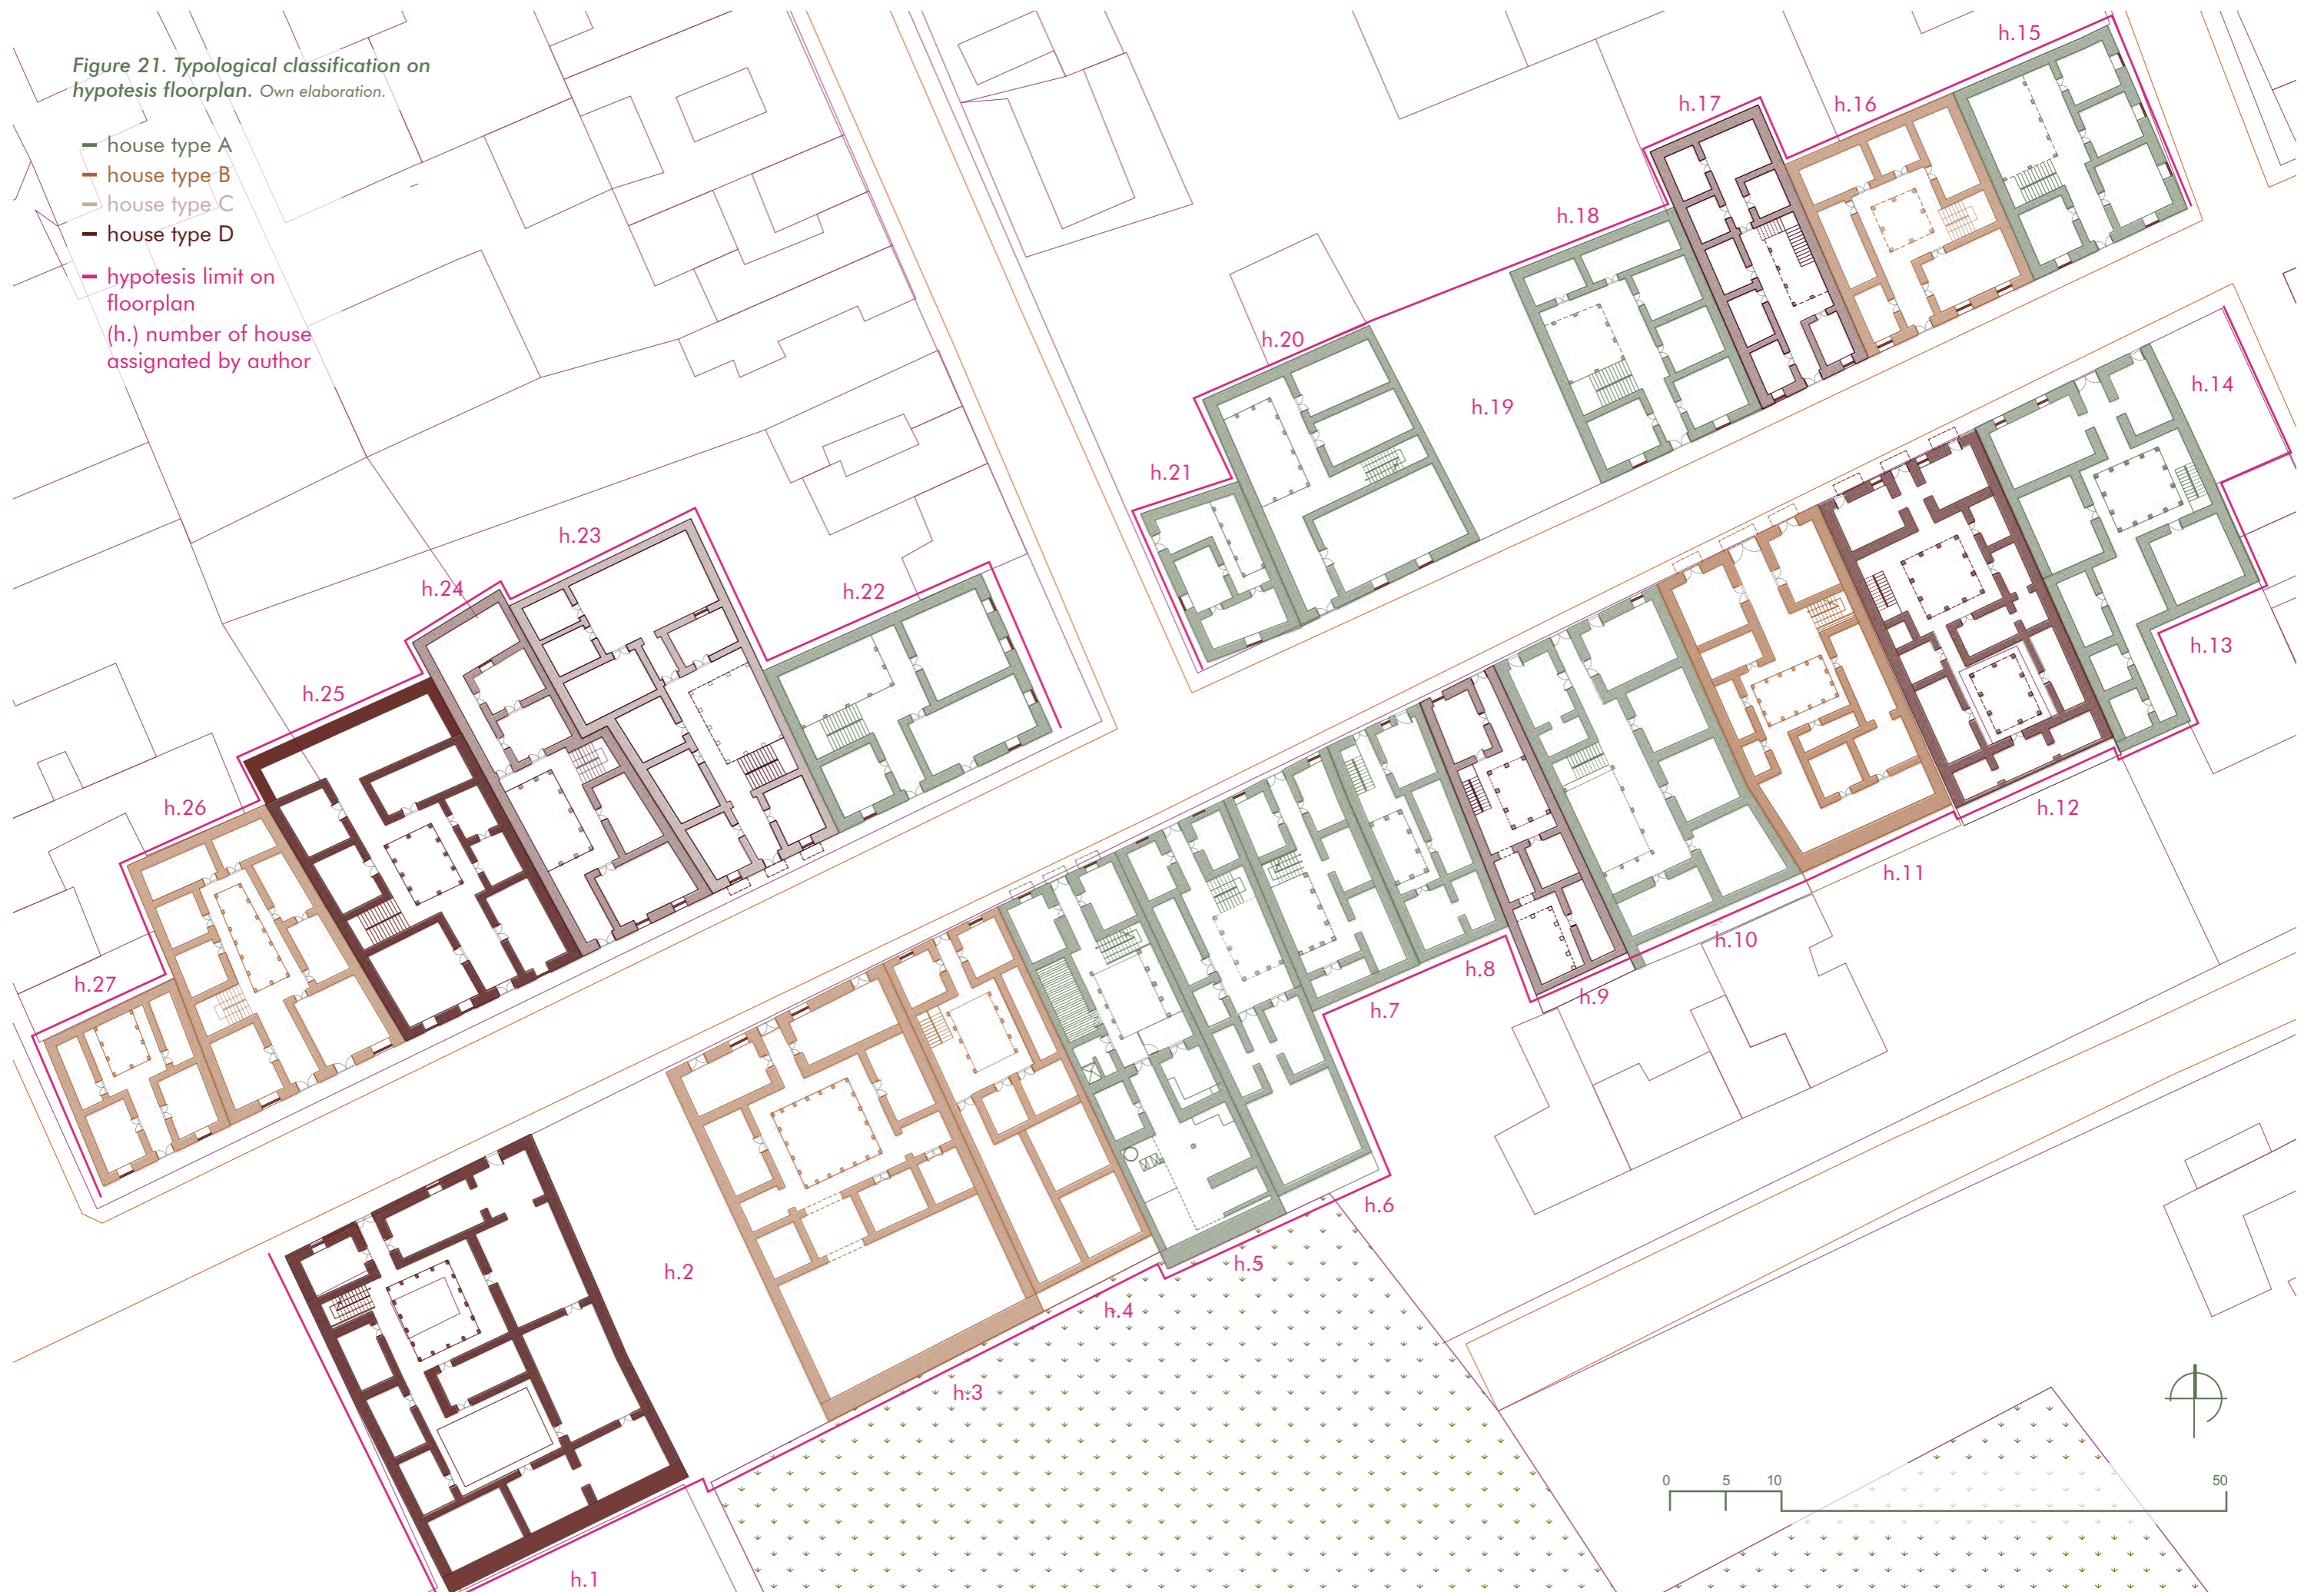 Figure 21. Typological classification on
hypotesis floorplan. Own elaboration.
house type A
house type B
house type C
house type D
hypotesis limit on
floorplan
(h.) number of house
assigned by author
h.15
h.17
h.16
h.18
h.20
h.19
h.14
h.21
h.23
h.22
h.24
h.13
h.25
h.26
h.12
h.11
h.10
h.27
h.8
h.9
h.7
h.6
h.5
h.2
h.4
h.3
h.1
0 5 10 50